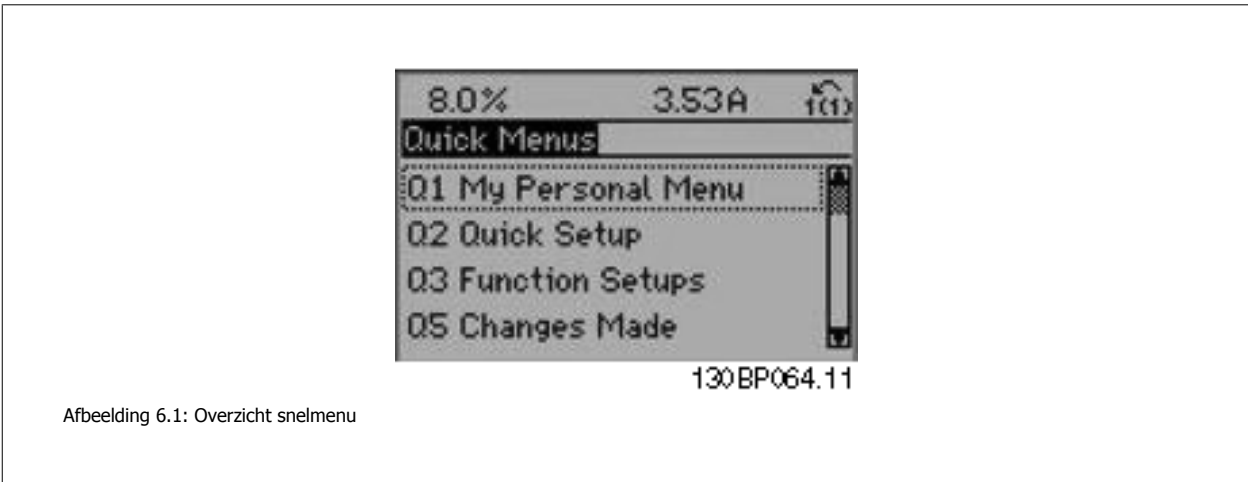 8.0% 3.53A 1(1)
Quick Menus
Q1 My Personal Menu
Q2 Quick Setup
Q3 Function Setups
Q5 Changes Made
130BP064.11
Afbeelding 6.1: Overzicht snelmenu